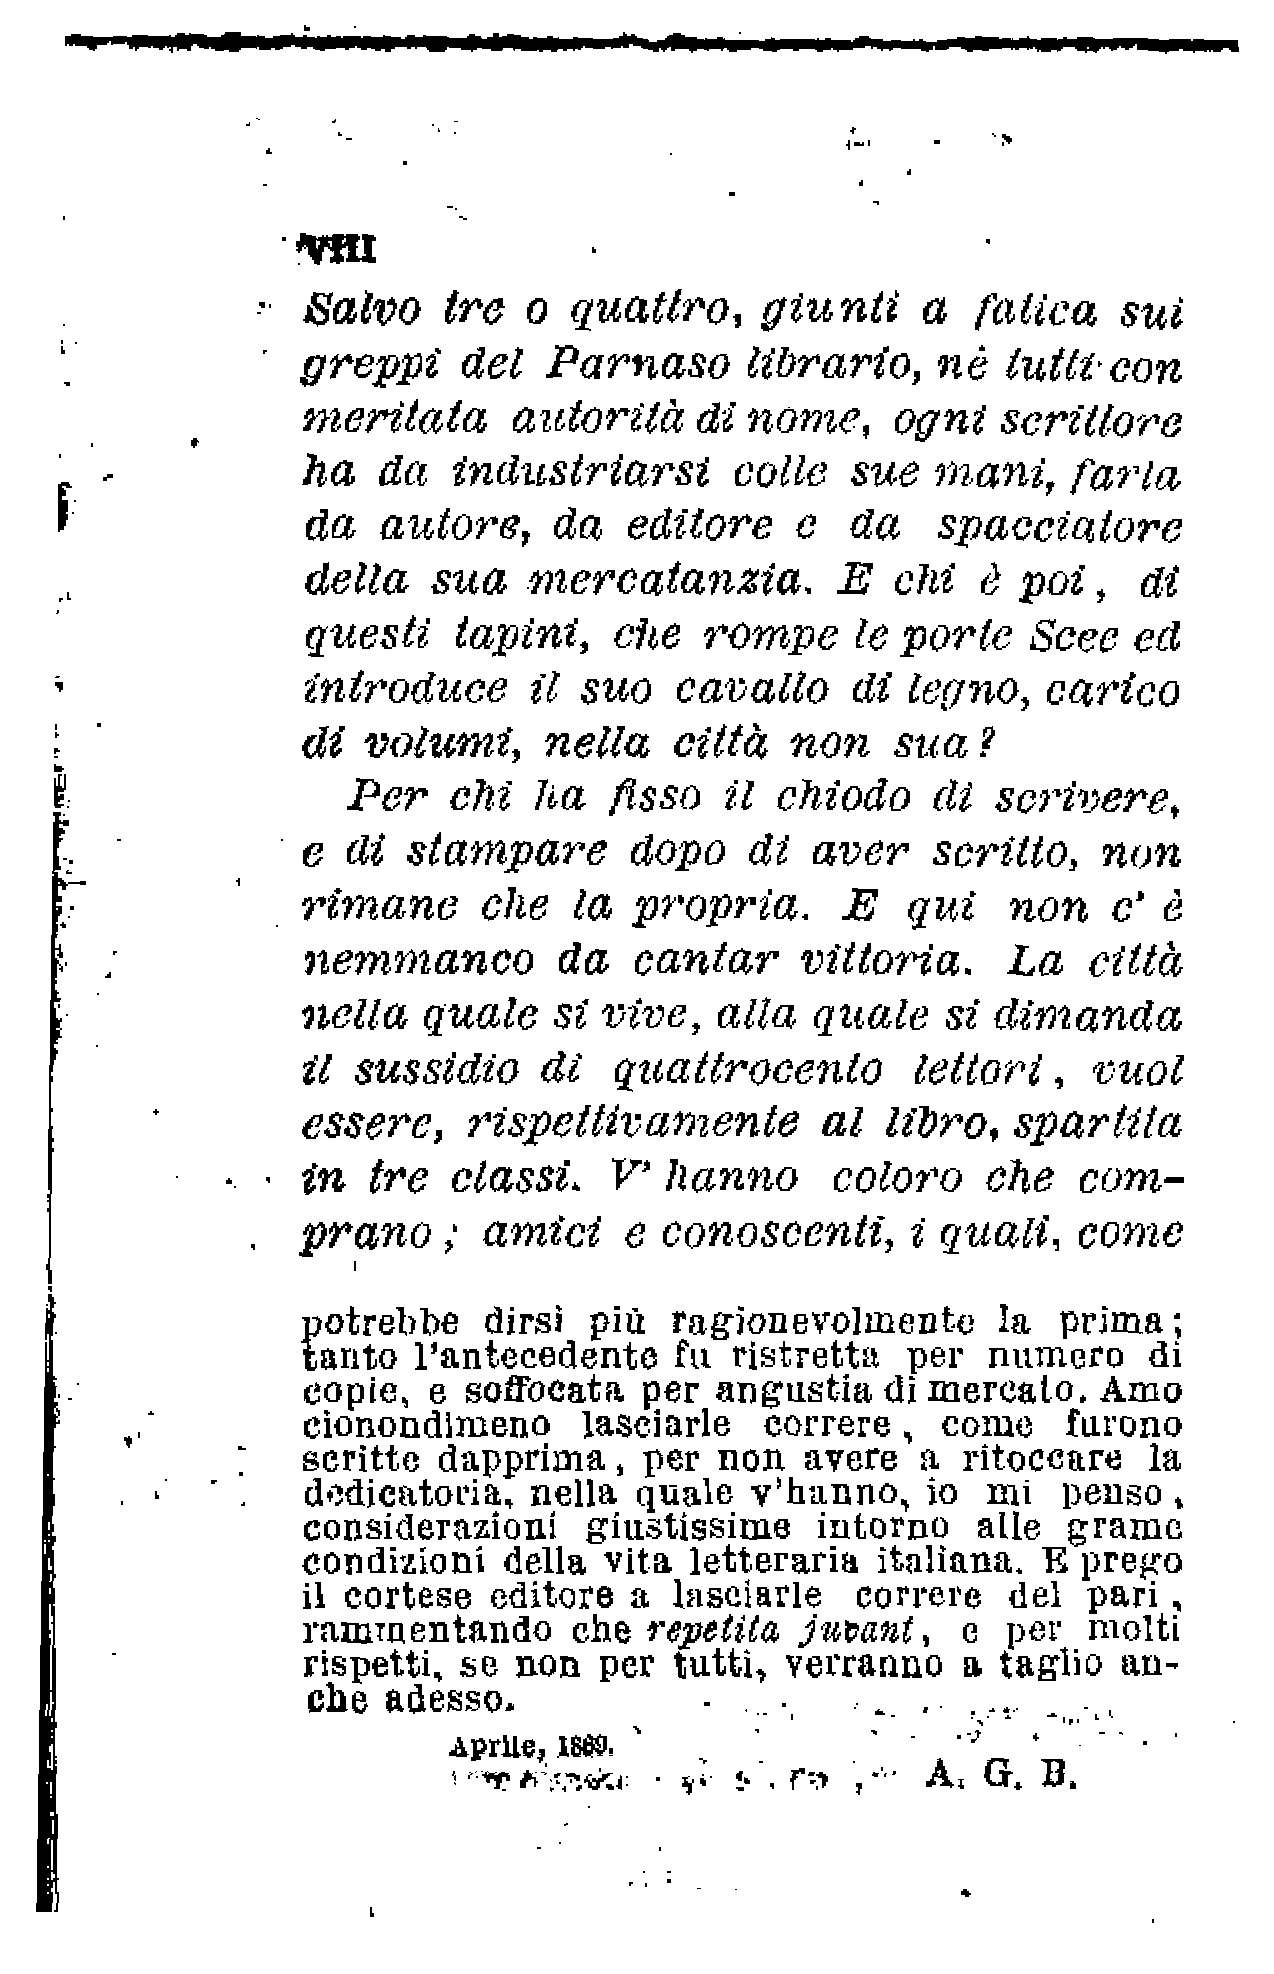 VIII
Salvo tre o quattro, giunti a fatica sui
greppi del Parnaso librario, nè tutti con
meritata autorità di nome, ogni scrittore
ha da industriarsi colle sue mani, farla
da autore, da editore e da spacciatore
della sua mercatanzia. E chi è poi, di
questi tapini, che rompe le porte Scee ed
introduce il suo cavallo di legno, carico
di volumi, nella città non sua?
Per chi ha fisso il chiodo di scrivere,
e di stampare dopo di aver scritto, non
rimane che la propria. E qui non c' è
nemmanco da cantar vittoria. La città
nella quale si vive, alla quale si dimanda
il sussidio di quattrocento lettori, vuol
essere, rispettivamente al libro, spartita
in tre classi. V' hanno coloro che com-
prano; amici e conoscenti, i quali, come
potrebbe dirsi più ragionevolmente la prima;
tanto l'antecedente fu ristretta per numero di
copie, e soffocata per angustia di mercato. Amo
cionondimeno lasciarle correre, come furono
scritte dapprima, per non avere a ritoccare la
dedicatoria, nella quale v'hanno, io mi penso,
considerazioni giustissime intorno alle grame
condizioni della vita letteraria italiana. E prego
il cortese editore a lasciarle correre del pari,
rammentando che repetita juvant, e per molti
rispetti, se non per tutti, verranno a taglio an-
che adesso.
Aprile, 1869.
A. G. B.